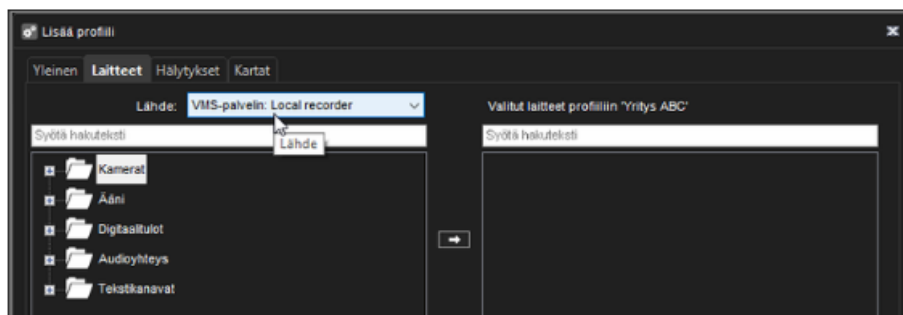 Lisää profiili
Yleinen Laitteet Hälytykset Kartat
Lähde: VMS-palvelin: Local recorder
Valitut laitteet profiiliin 'Yritys ABC'
Syötä hakuteksti
Syötä hakuteksti
Lähde
Kamerat
Ääni
Digitaalitulot
Audioyhteys
Tekstikanavat